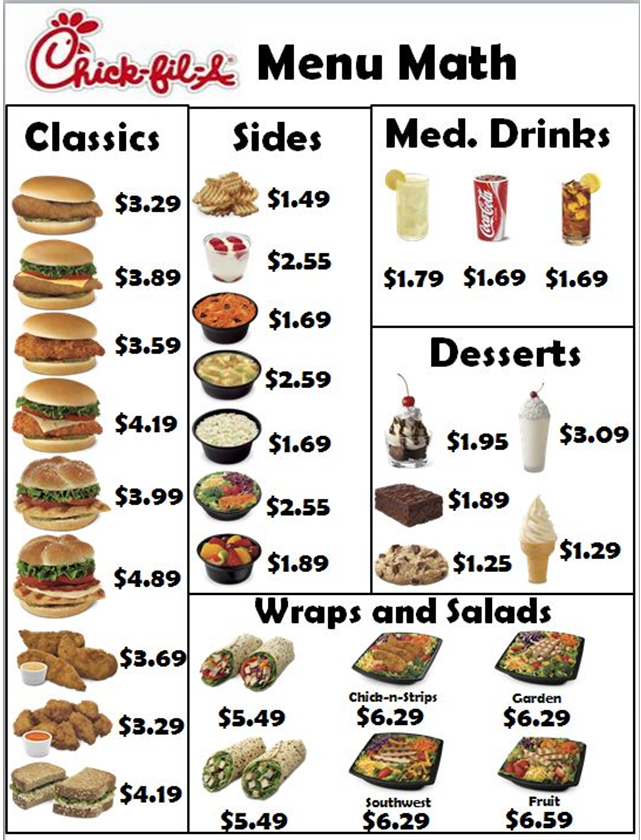 Chick-fil-A® Menu Math
Classics
$3.29
$3.89
$3.59
$4.19
$3.99
$4.89
$3.69
$3.29
$4.19
Sides
$1.49
$2.55
$1.69
$2.59
$1.69
$2.55
$1.89
Med. Drinks
Coca-Cola
$1.79 $1.69 $1.69
Desserts
$1.95 $3.09
$1.89
$1.25 $1.29
Wraps and Salads
Chick-n-Strips Garden
$5.49 $6.29 $6.29
Southwest Fruit
$5.49 $6.29 $6.59